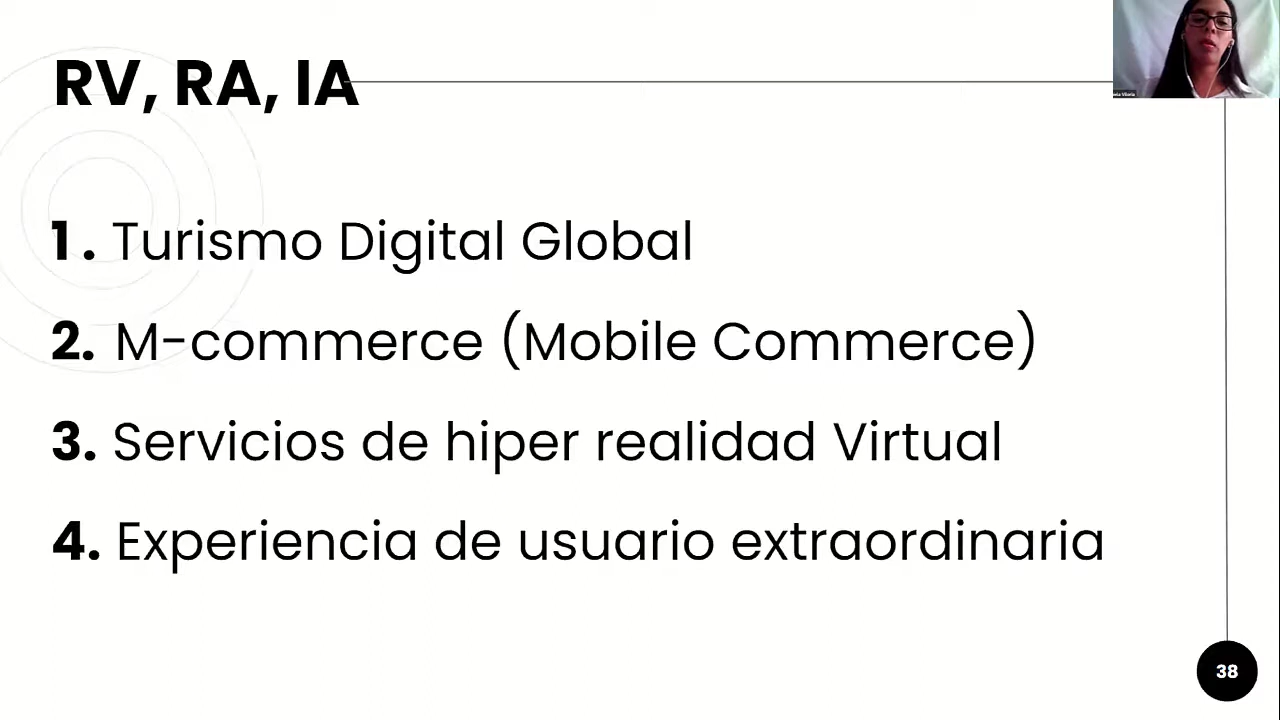 RV, RA, IA
1. Turismo Digital Global
2. M-commerce (Mobile Commerce)
3. Servicios de hiper realidad Virtual
4. Experiencia de usuario extraordinaria
38